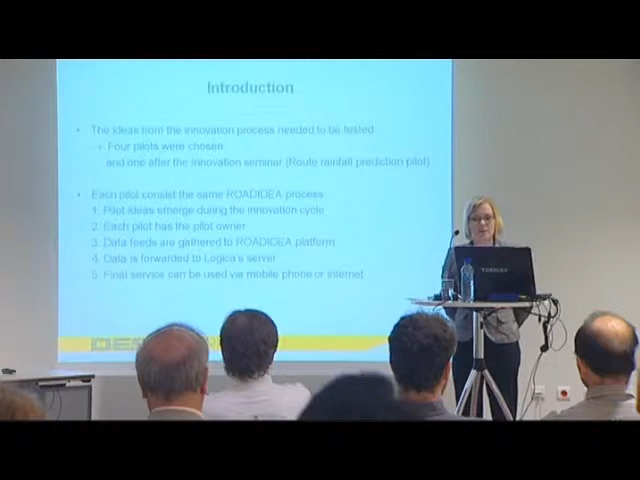 Introduction
• The ideas from the innovation process needed to be tested
Four pilots were chosen
and one after the innovation seminar (Route rainfall prediction pilot)
• Each pilot consist the same ROADIDEA process
1. Pilot ideas emerge during the innovation cycle
2. Each pilot has the pilot owner
3. Data feeds are gathered to ROADIDEA platform
4. Data is forwarded to Logica's server
5. Final service can be used via mobile phone or internet
TOSHIBA